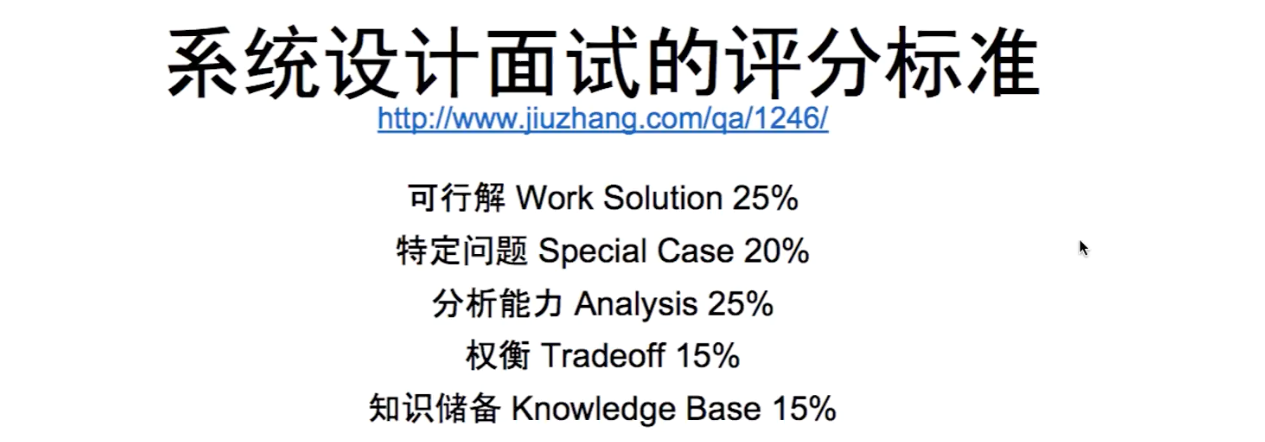 系统设计面试的评分标准
http://www.jiuzhang.com/qa/1246/
可行解 Work Solution 25%
特定问题 Special Case 20%
分析能力 Analysis 25%
权衡 Tradeoff 15%
知识储备 Knowledge Base 15%